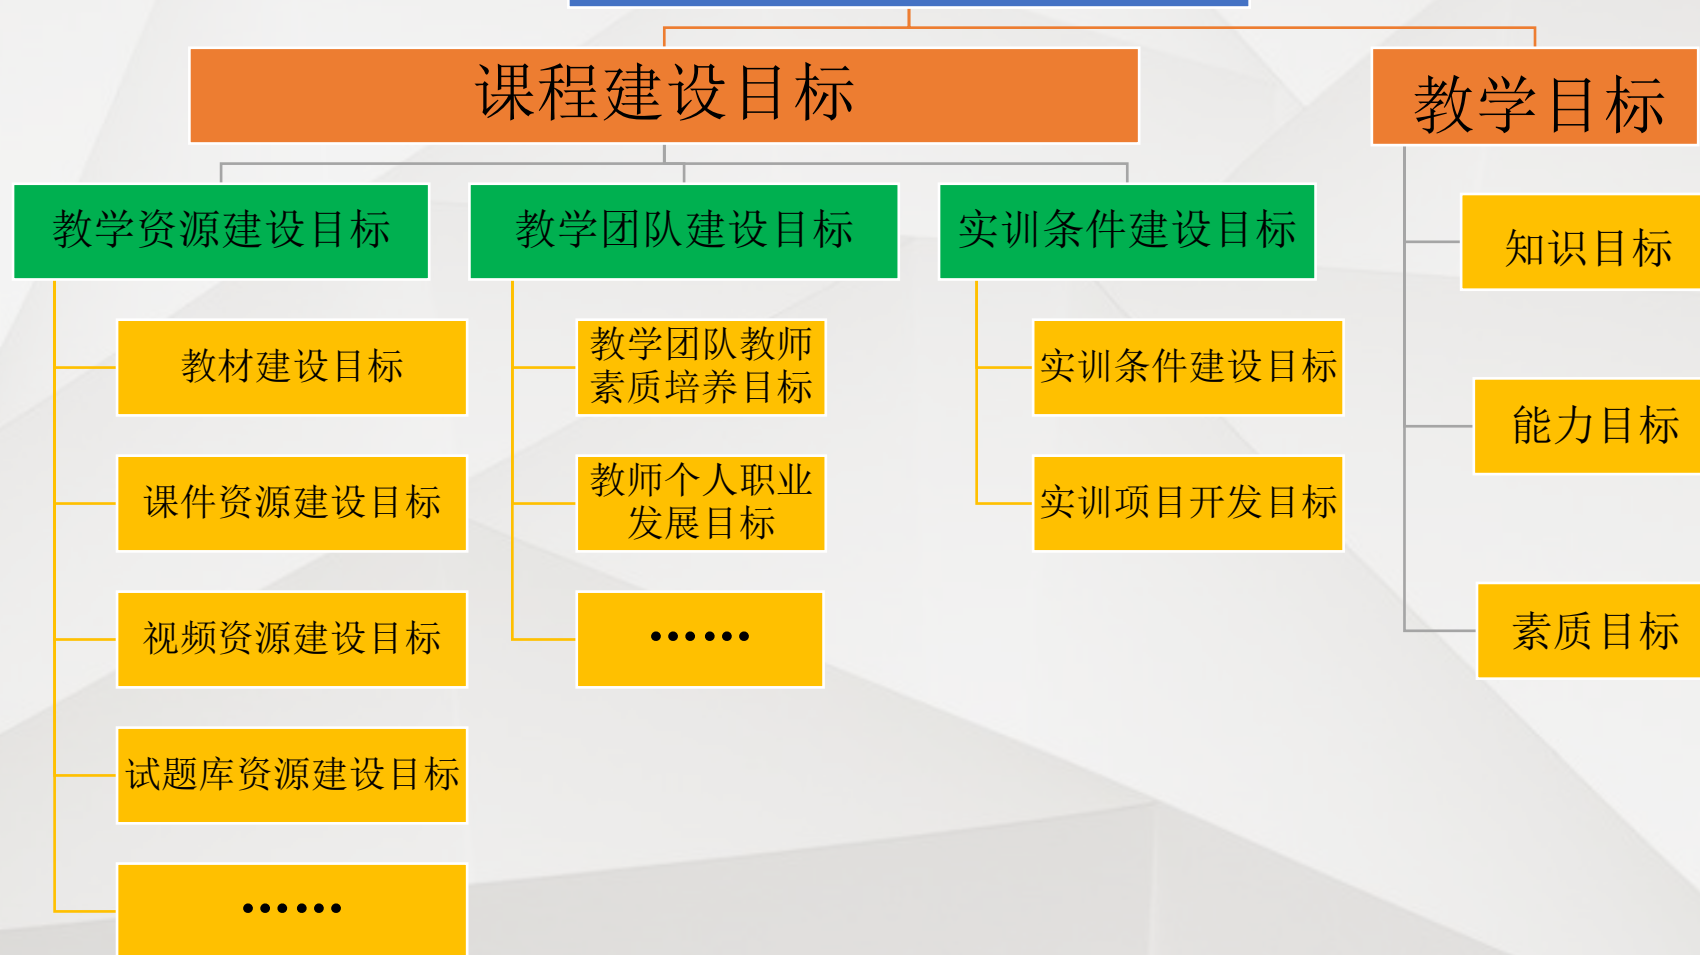 课程建设目标
教学目标
教学资源建设目标
教学团队建设目标
实训条件建设目标
知识目标
教材建设目标
教学团队教师
素质培养目标
实训条件建设目标
能力目标
课件资源建设目标
教师个人职业
发展目标
实训项目开发目标
视频资源建设目标
••••••
素质目标
试题库资源建设目标
••••••